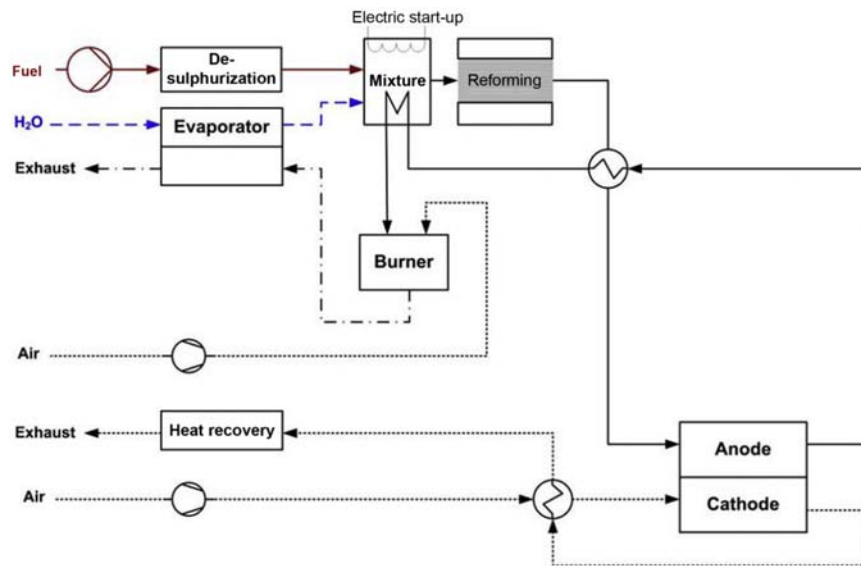 Electric start-up
Fuel
De-
sulphurization
Mixture
Reforming
H₂O
Evaporator
Exhaust
Burner
Air
Exhaust
Heat recovery
Anode
Air
Cathode